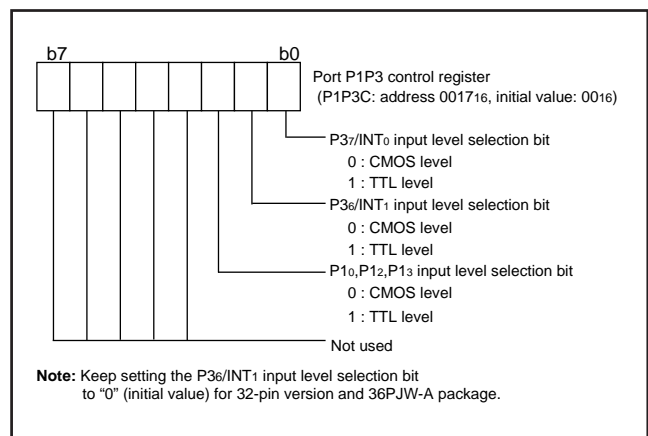 b7 b0
Port P1P3 control register
(P1P3C: address 001716, initial value: 0016)
P37/INT0 input level selection bit
0 : CMOS level
1 : TTL level
P36/INT1 input level selection bit
0 : CMOS level
1 : TTL level
P10,P12,P13 input level selection bit
0 : CMOS level
1 : TTL level
Not used
Note: Keep setting the P36/INT1 input level selection bit
to “0” (initial value) for 32-pin version and 36PJW-A package.